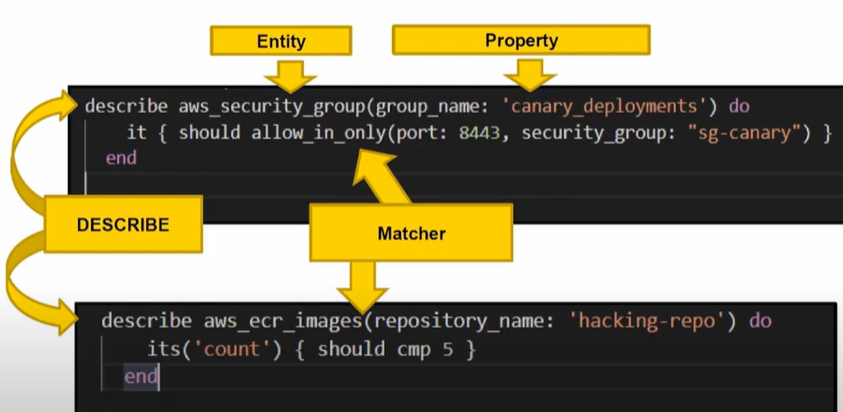 Entity
Property
describe aws_security_group(group_name: 'canary_deployments') do
it { should allow_in_only(port: 8443, security_group: "sg-canary") }
end
DESCRIBE
Matcher
describe aws_ecr_images(repository_name: 'hacking-repo') do
its('count') { should cmp 5 }
end